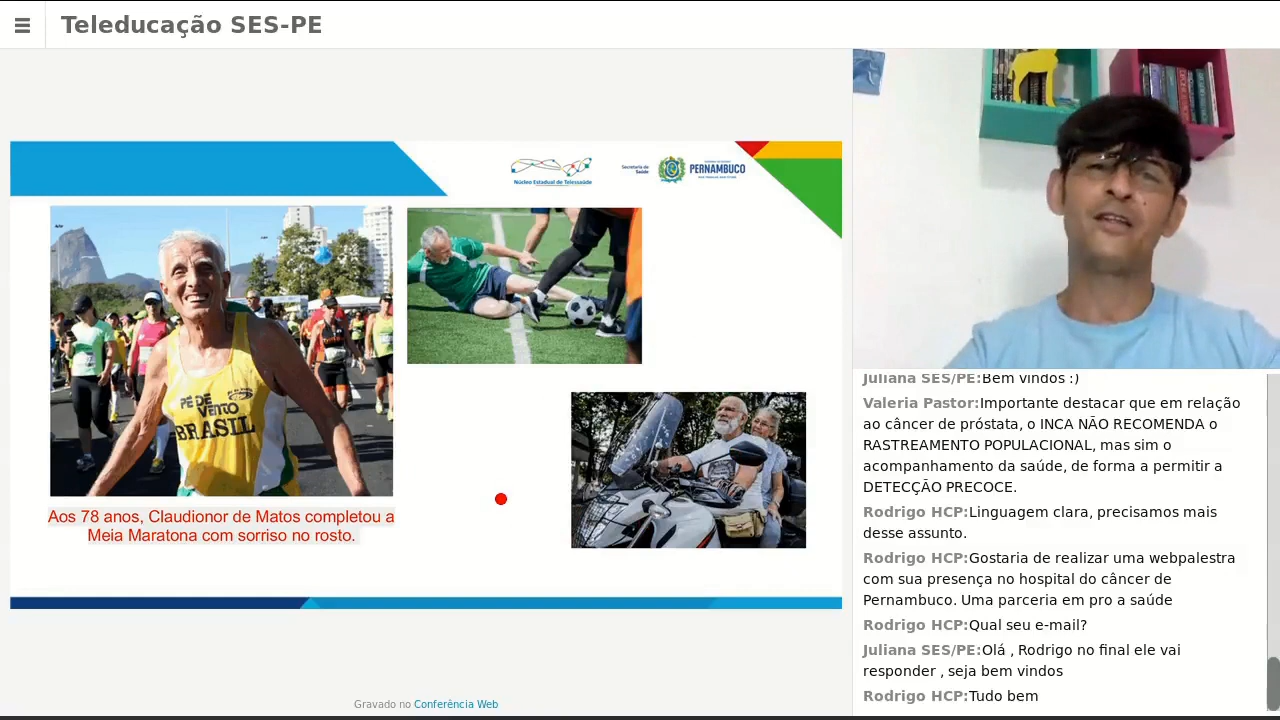 Teleducação SES-PE
Núcleo Estadual de Telessaúde
Secretaria de
Saúde
PERNAMBUCO
PÉ DE
VENTO
BRASIL
Aos 78 anos, Claudionor de Matos completou a
Meia Maratona com sorriso no rosto.
Gravado no Conferência Web
Juliana SES/PE:Bem vindos :)
Valeria Pastor:Importante destacar que em relação
ao câncer de próstata, o INCA NÃO RECOMENDA o
RASTREAMENTO POPULACIONAL, mas sim o
acompanhamento da saúde, de forma a permitir a
DETECÇÃO PRECOCE.
Rodrigo HCP:Linguagem clara, precisamos mais
desse assunto.
Rodrigo HCP:Gostaria de realizar uma webpalestra
com sua presença no hospital do câncer de
Pernambuco. Uma parceria em pro a saúde
Rodrigo HCP:Qual seu e-mail?
Juliana SES/PE:Olá , Rodrigo no final ele vai
responder , seja bem vindos
Rodrigo HCP:Tudo bem